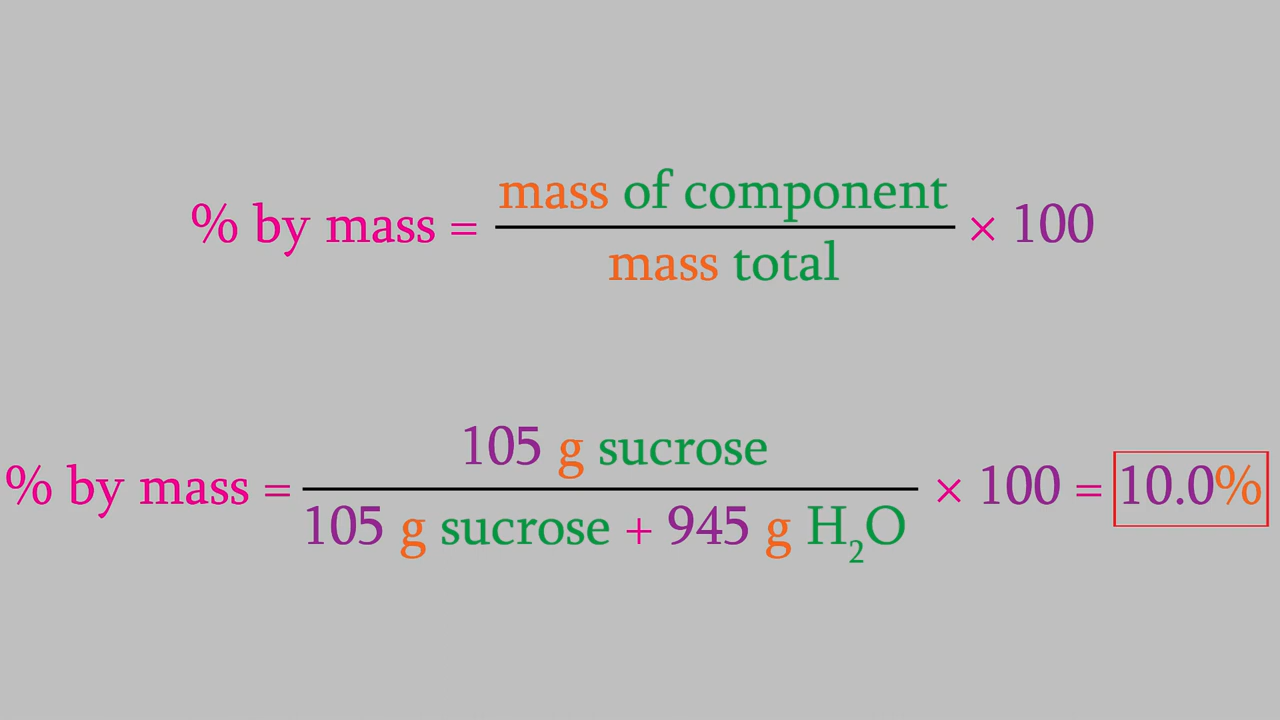 % by mass = mass of component / mass total × 100
% by mass = 105 g sucrose / 105 g sucrose + 945 g H₂O × 100 = 10.0%